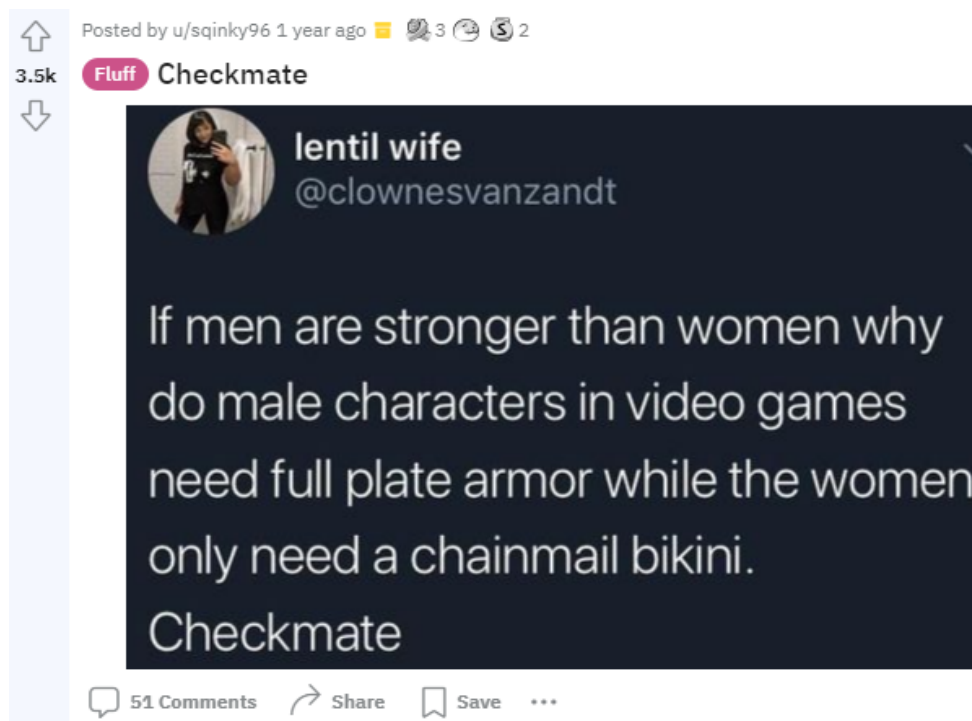 Posted by u/sqinky96 1 year ago 3 S 2
3.5k
Fluff Checkmate
lentil wife
@clownesvanzandt
If men are stronger than women why
do male characters in video games
need full plate armor while the women
only need a chainmail bikini.
Checkmate
51 Comments Share Save